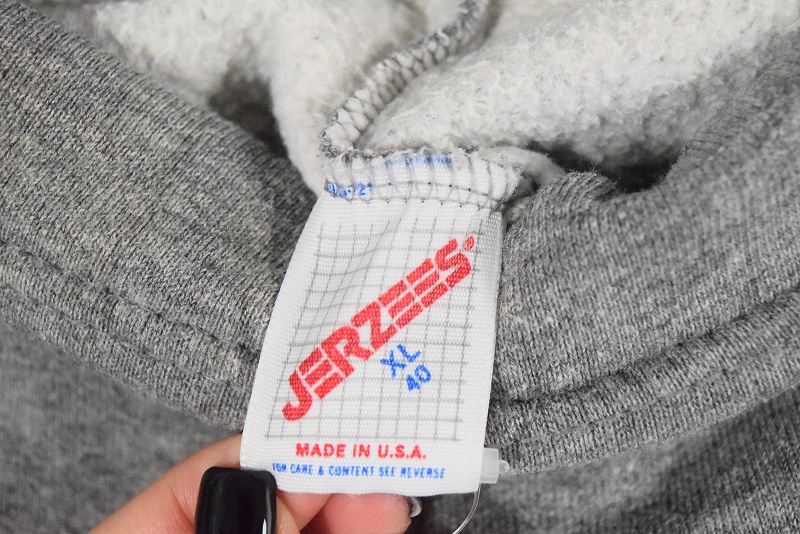 JERZEES
XL
40
MADE IN U.S.A.
FOR CARE & CONTENT SEE REVERSE